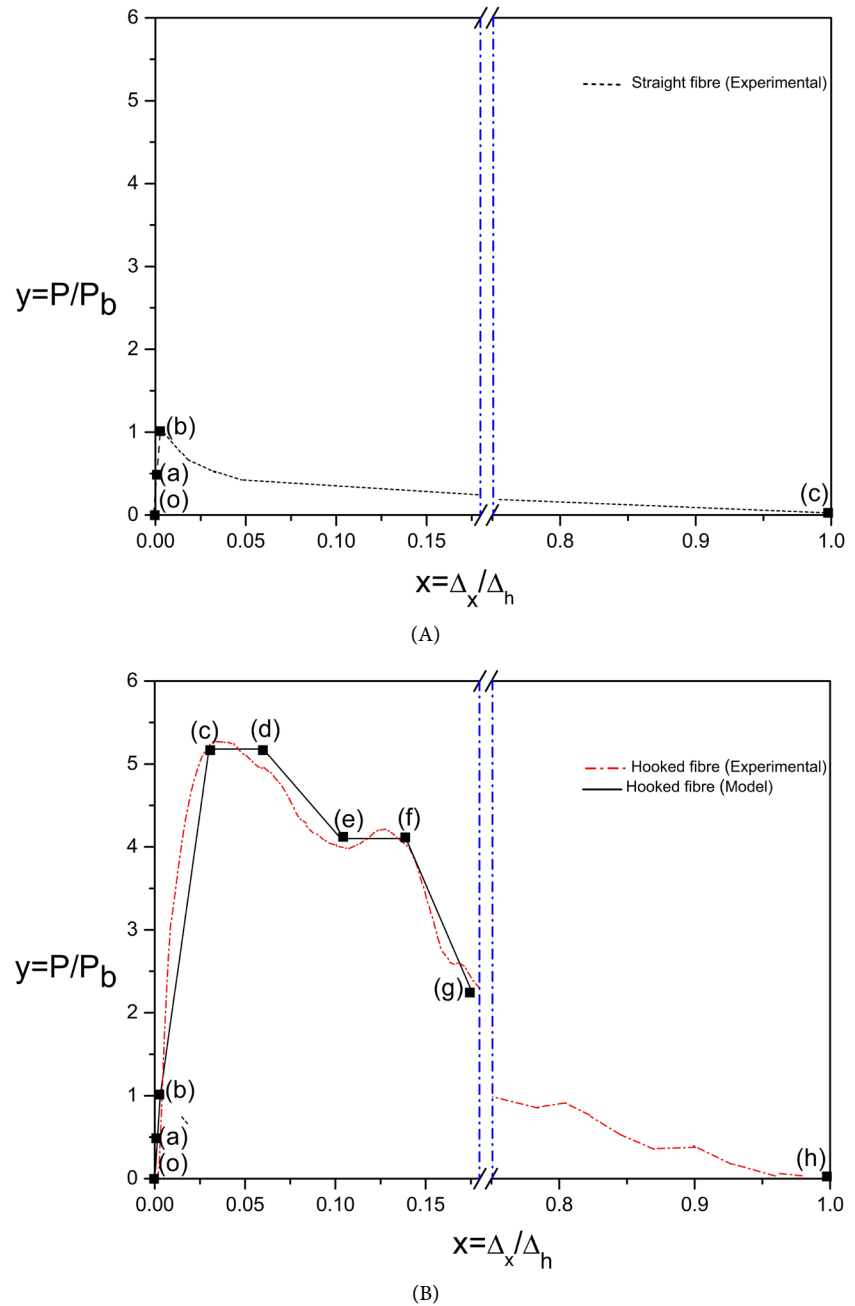 6
5
4
3
2
1
0
y=P/Pb
Straight fibre (Experimental)
(b)
(a)
(o)
(c)
0.00 0.05 0.10 0.15 0.8 0.9 1.0
x=Δx/Δh
(A)
6
5
4
3
2
1
0
y=P/Pb
(c) (d)
Hooked fibre (Experimental)
Hooked fibre (Model)
(e) (f)
(g)
(b)
(a)
(o)
(h)
0.00 0.05 0.10 0.15 0.8 0.9 1.0
x=Δx/Δh
(B)